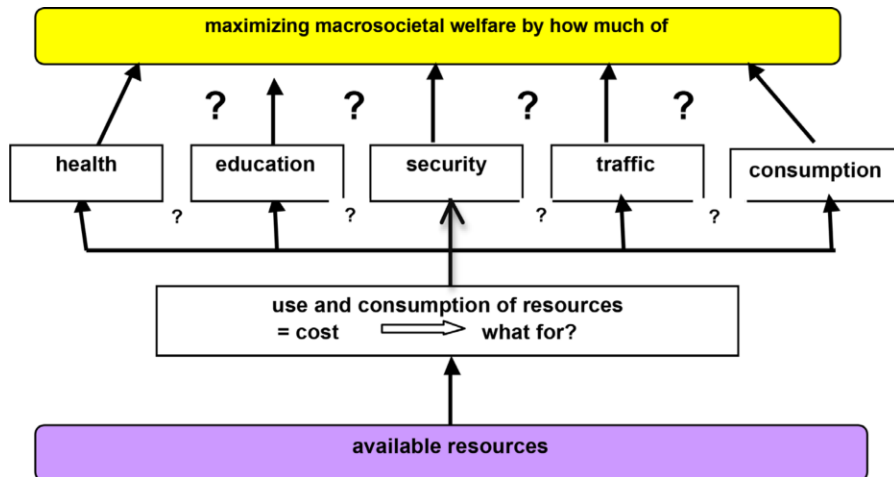 maximizing macrosocietal welfare by how much of
? ? ? ?
health education security traffic consumption
? ? ? ?
use and consumption of resources
= cost what for?
available resources